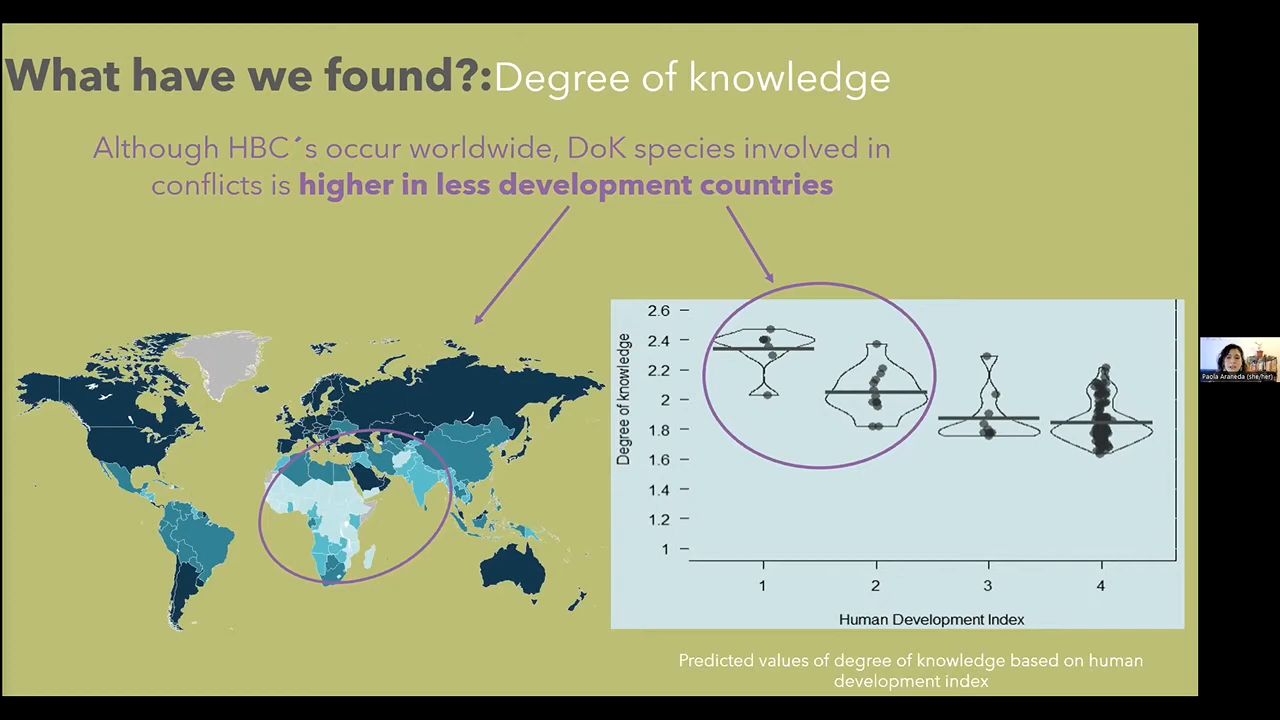 What have we found?:Degree of knowledge
Although HBC´s occur worldwide, DoK species involved in
conflicts is higher in less development countries
2.6
2.4
2.2
2
1.8
1.6
1.4
1.2
1
Degree of knowledge
1 2 3 4
Human Development Index
Predicted values of degree of knowledge based on human
development index
Paola Araneda (she/her)